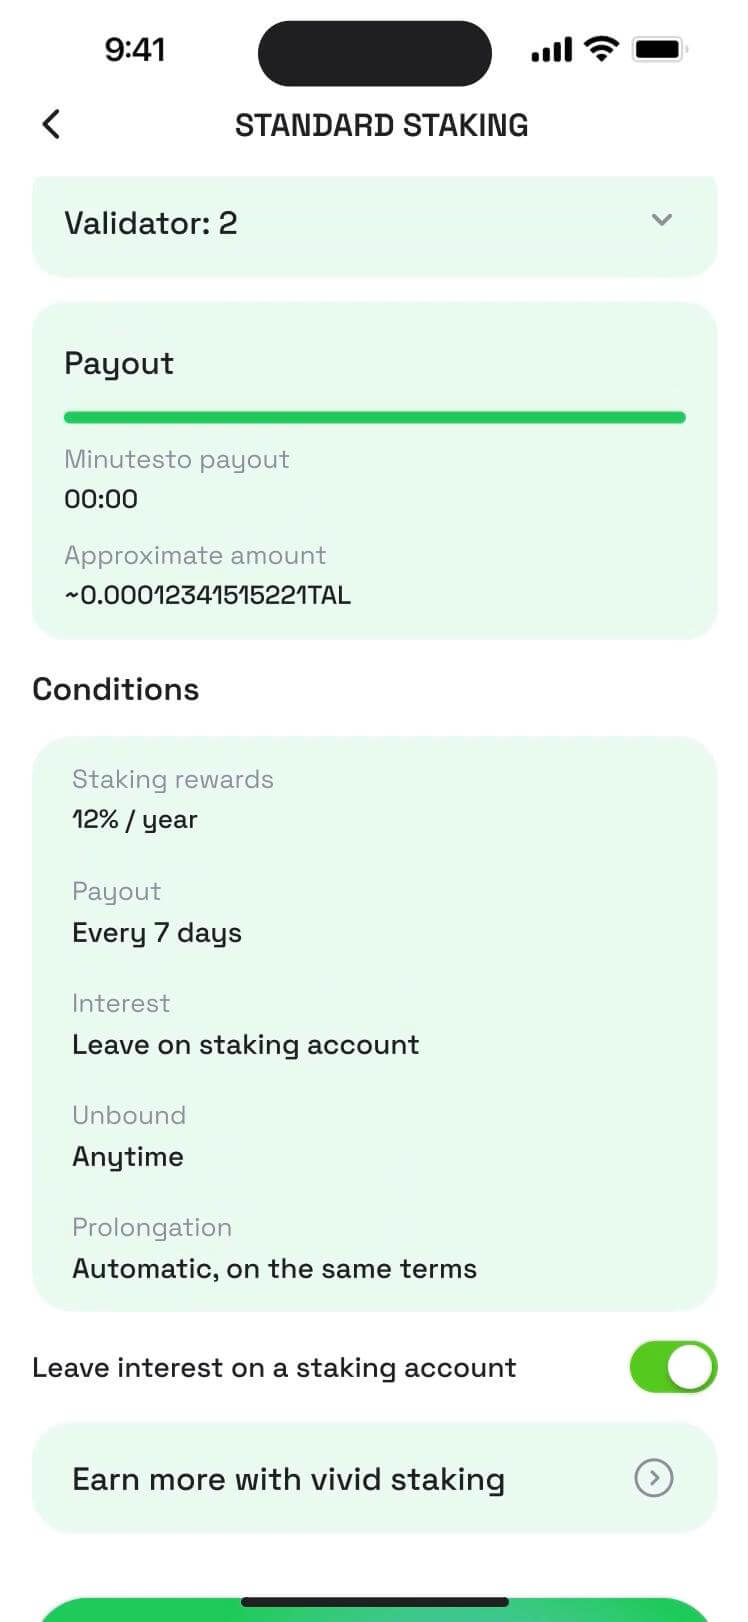 9:41
STANDARD STAKING
Validator: 2
Payout
Minutesto payout
00:00
Approximate amount
~0.00012341515221TAL
Conditions
Staking rewards
12% / year
Payout
Every 7 days
Interest
Leave on staking account
Unbound
Anytime
Prolongation
Automatic, on the same terms
Leave interest on a staking account
Earn more with vivid staking